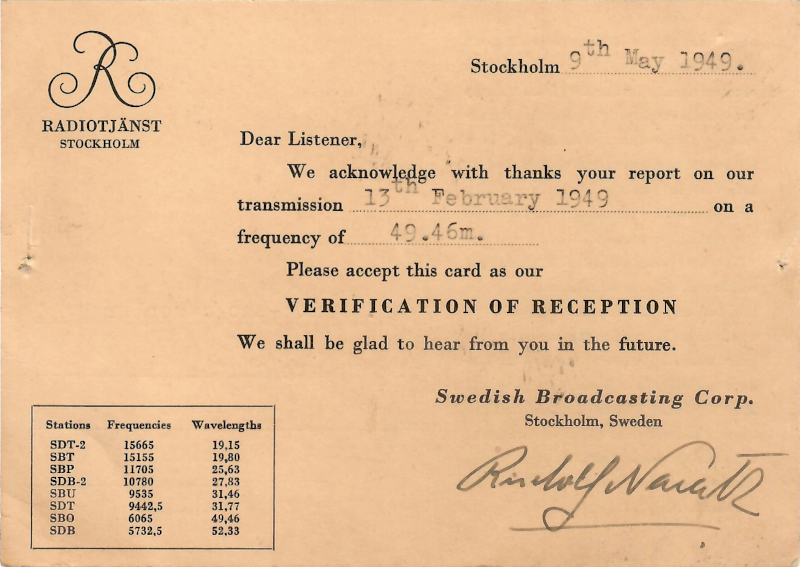 R
RADIOTJÄNST
STOCKHOLM
Stockholm 9th May 1949.
Dear Listener,
We acknowledge with thanks your report on our
transmission 13th February 1949 on a
frequency of 49.46m.
Please accept this card as our
VERIFICATION OF RECEPTION
We shall be glad to hear from you in the future.
Swedish Broadcasting Corp.
Stockholm, Sweden
Rudolf
Stations Frequencies Wavelengths
SDT-2 15665 19,15
SBT 15155 19,80
SBP 11705 25,63
SDB-2 10780 27,83
SBU 9535 31,46
SDT 9442,5 31,77
SBO 6065 49,46
SDB 5732,5 52,33